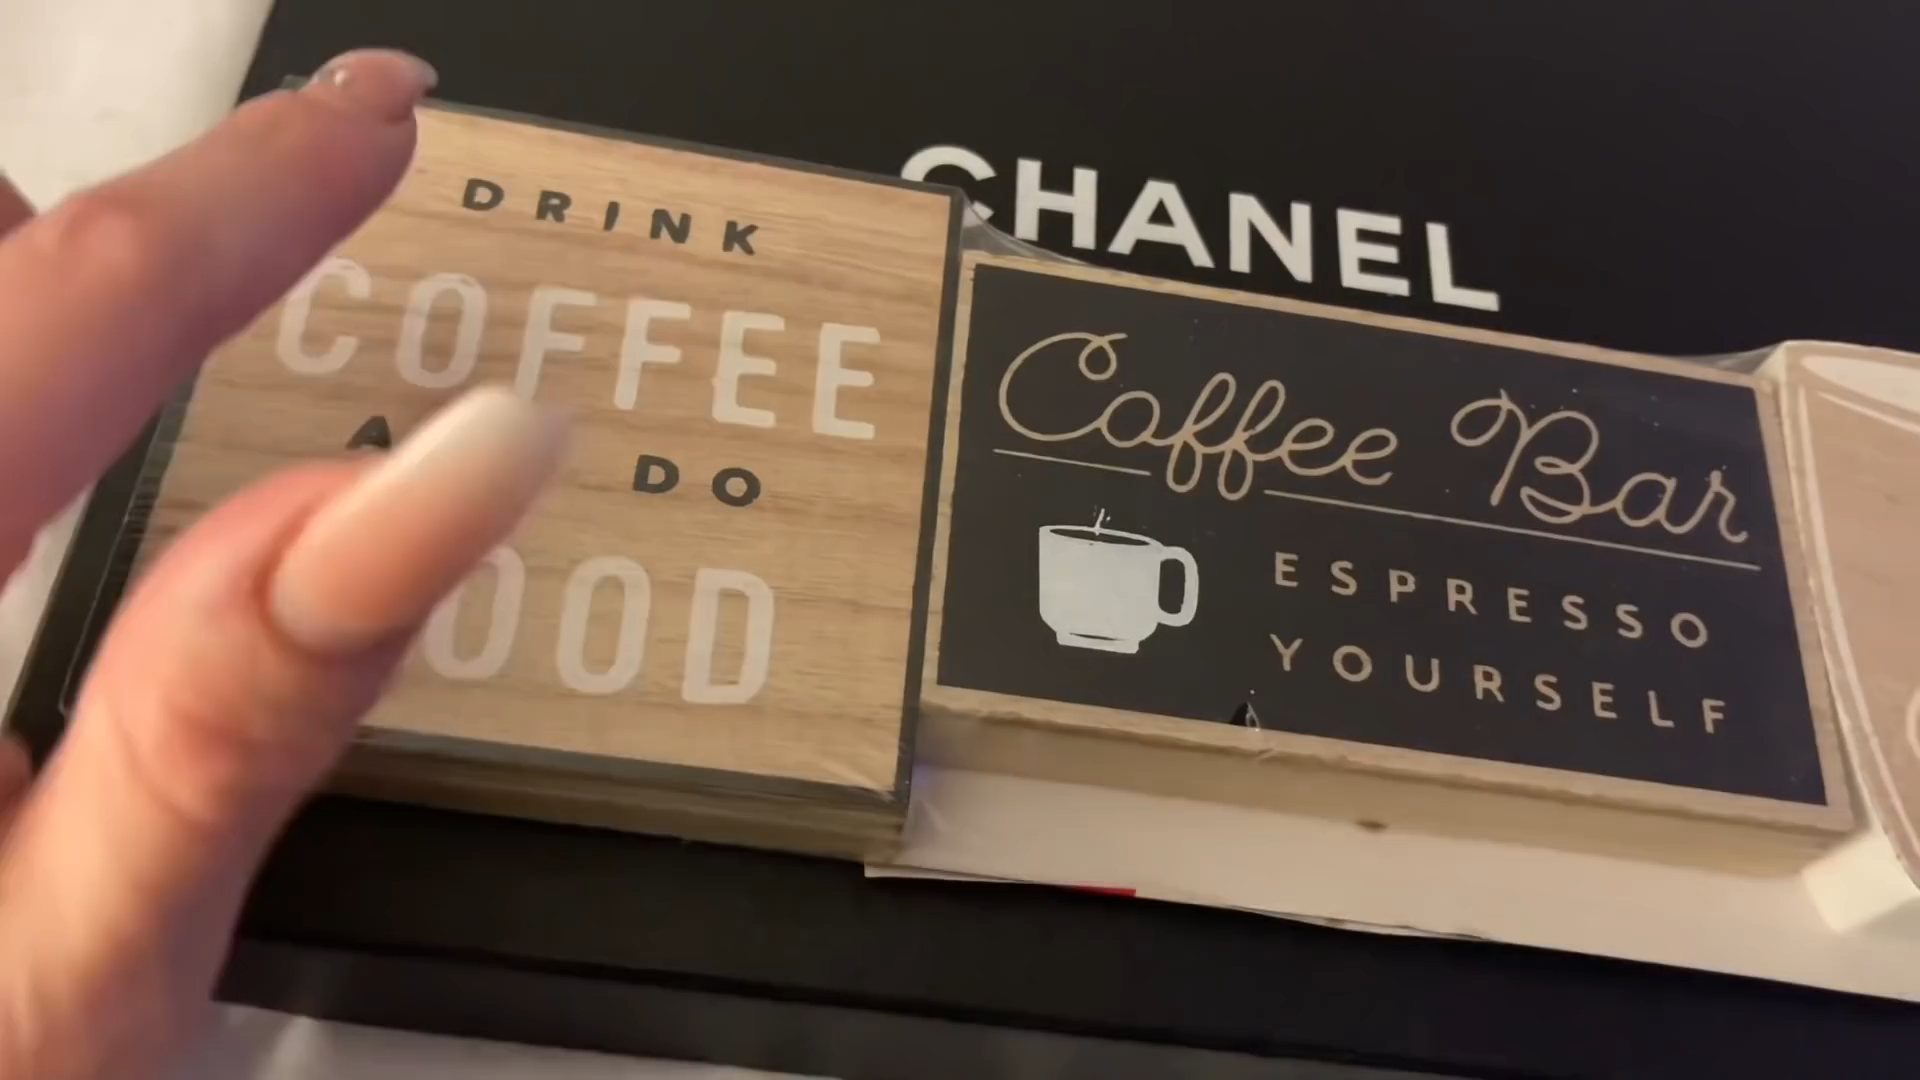 CHANEL
DRINK
COFFEE
DO
Coffee Bar
ESPRESSO
YOURSELF